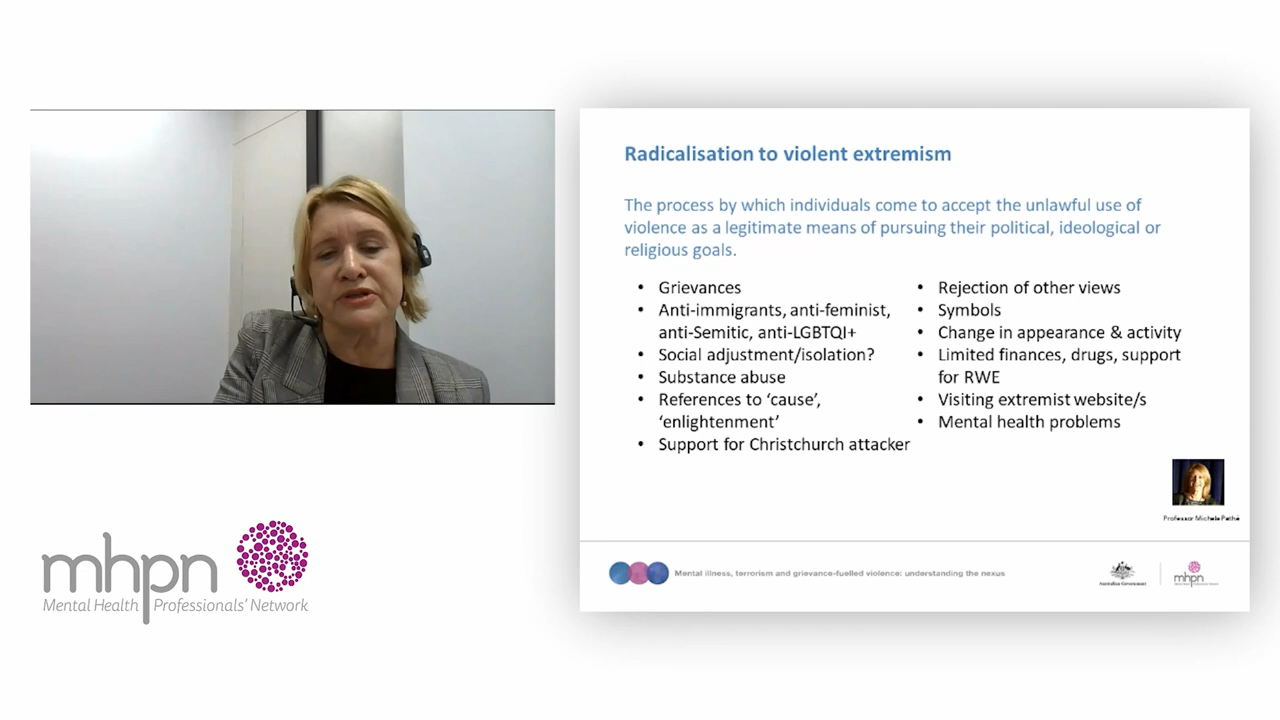 Radicalisation to violent extremism
The process by which individuals come to accept the unlawful use of
violence as a legitimate means of pursuing their political, ideological or
religious goals.
• Grievances
• Anti-immigrants, anti-feminist,
anti-Semitic, anti-LGBTQI+
• Social adjustment/isolation?
• Substance abuse
• References to ‘cause’,
‘enlightenment’
• Support for Christchurch attacker
• Rejection of other views
• Symbols
• Change in appearance & activity
• Limited finances, drugs, support
for RWE
• Visiting extremist website/s
• Mental health problems
Professor Michele Pathé
Mental illness, terrorism and grievance-fuelled violence: understanding the nexus
Australian Government
mhpn
mhpn
Mental Health Professionals’ Network